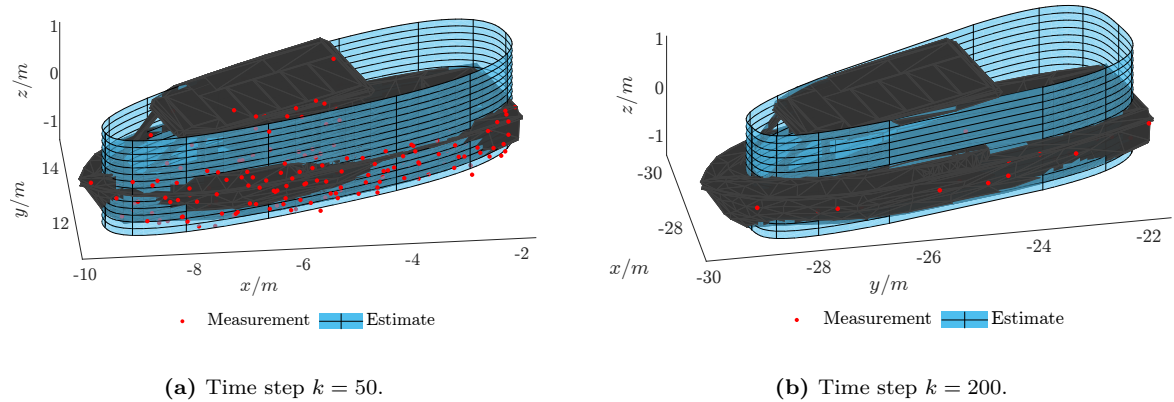 1
0
-1
z/m
14
12
y/m
-10
-8
-6
-4
-2
x/m
Measurement Estimate
(a) Time step k = 50.
1
0
-1
z/m
-30
-28
x/m
-30
-28
-26
-24
-22
y/m
Measurement Estimate
(b) Time step k = 200.